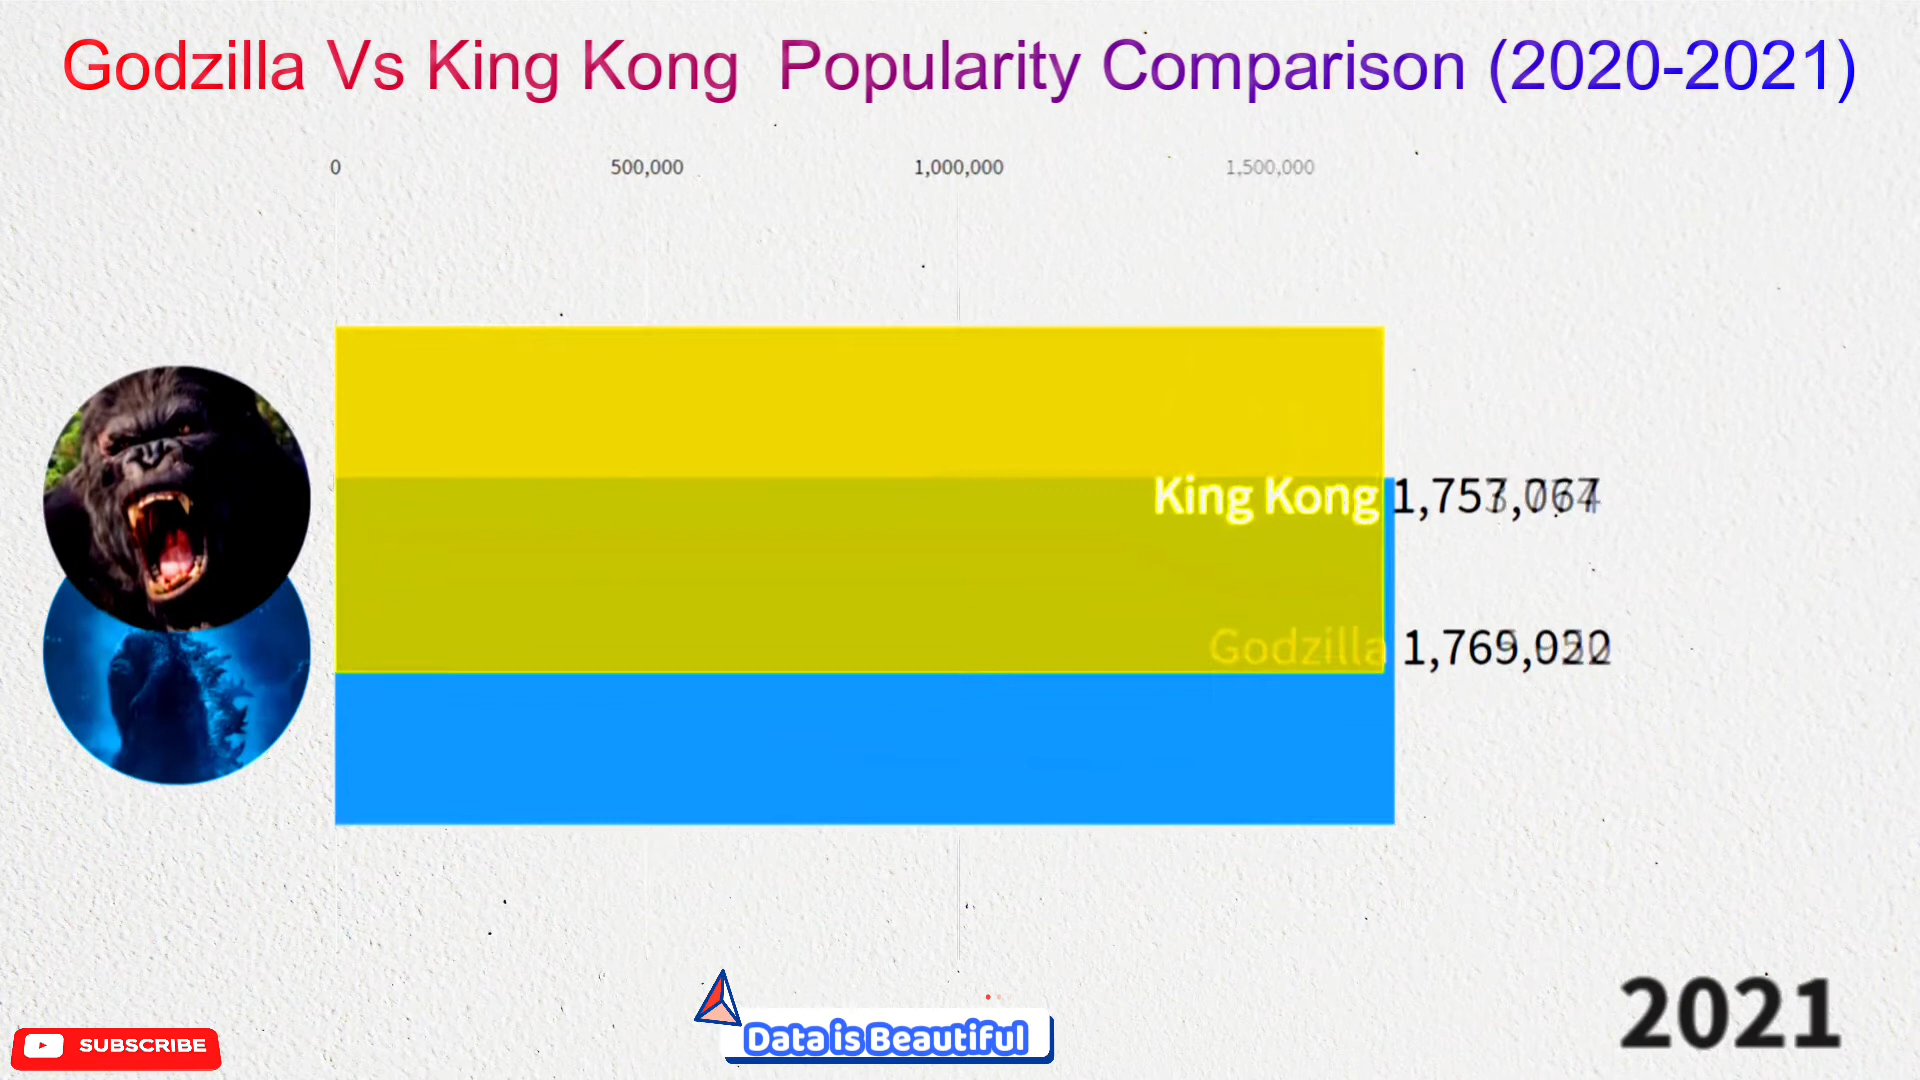 Godzilla Vs King Kong Popularity Comparison (2020-2021)
0 500,000 1,000,000 1,500,000
King Kong
Godzilla
2021
SUBSCRIBE
Data is Beautiful